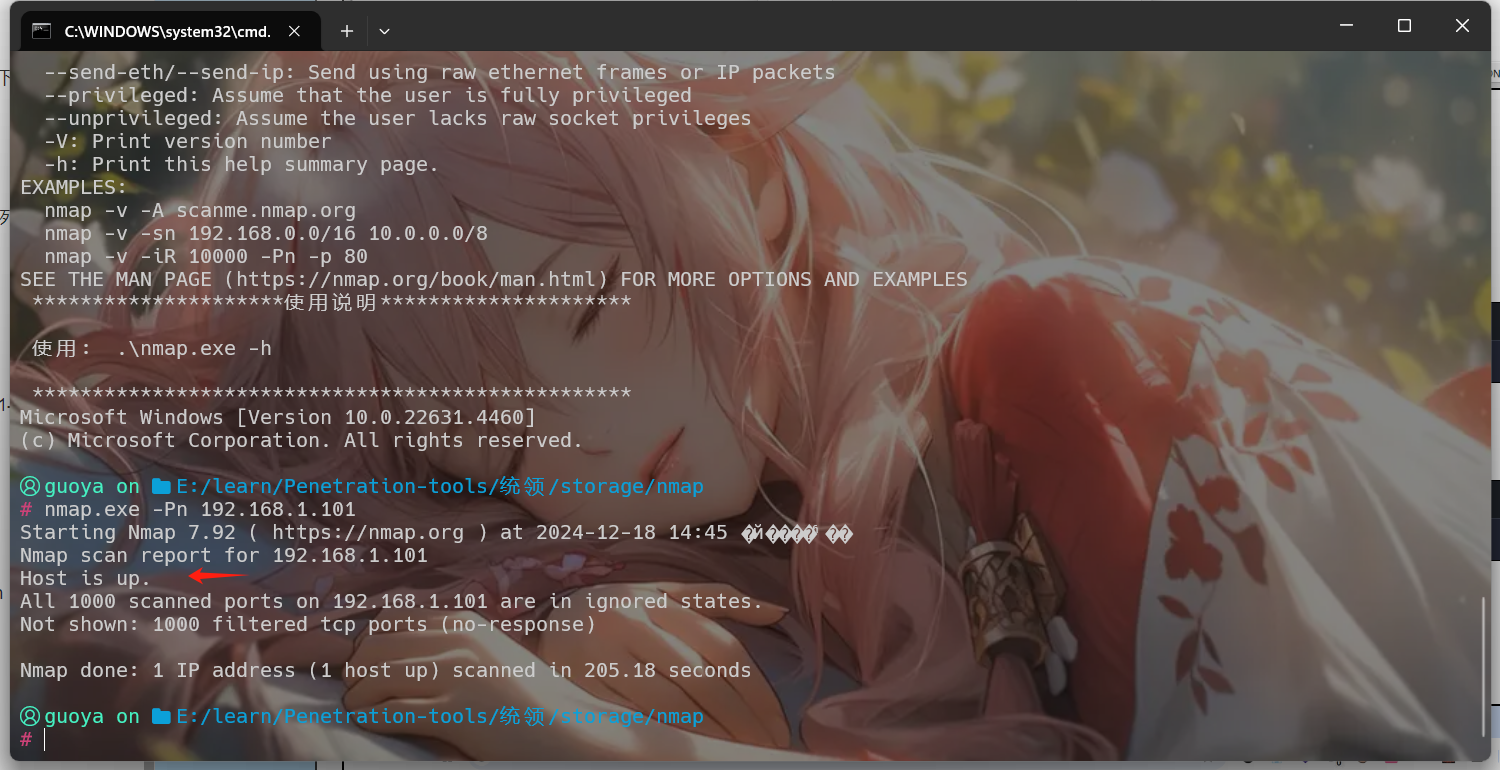 C:\WINDOWS\system32\cmd.
--send-eth/--send-ip: Send using raw ethernet frames or IP packets
--privileged: Assume that the user is fully privileged
--unprivileged: Assume the user lacks raw socket privileges
-V: Print version number
-h: Print this help summary page.
EXAMPLES:
nmap -v -A scanme.nmap.org
nmap -v -sn 192.168.0.0/16 10.0.0.0/8
nmap -v -iR 10000 -Pn -p 80
SEE THE MAN PAGE (https://nmap.org/book/man.html) FOR MORE OPTIONS AND EXAMPLES
*********************使用说明*********************
使用： .\nmap.exe -h
**************************************************
Microsoft Windows [Version 10.0.22631.4460]
(c) Microsoft Corporation. All rights reserved.
guoya on E:/learn/Penetration-tools/统领/storage/nmap
# nmap.exe -Pn 192.168.1.101
Starting Nmap 7.92 ( https://nmap.org ) at 2024-12-18 14:45
Nmap scan report for 192.168.1.101
Host is up.
All 1000 scanned ports on 192.168.1.101 are in ignored states.
Not shown: 1000 filtered tcp ports (no-response)
Nmap done: 1 IP address (1 host up) scanned in 205.18 seconds
guoya on E:/learn/Penetration-tools/统领/storage/nmap
#